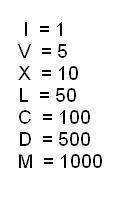 I = 1
V = 5
X = 10
L = 50
C = 100
D = 500
M = 1000